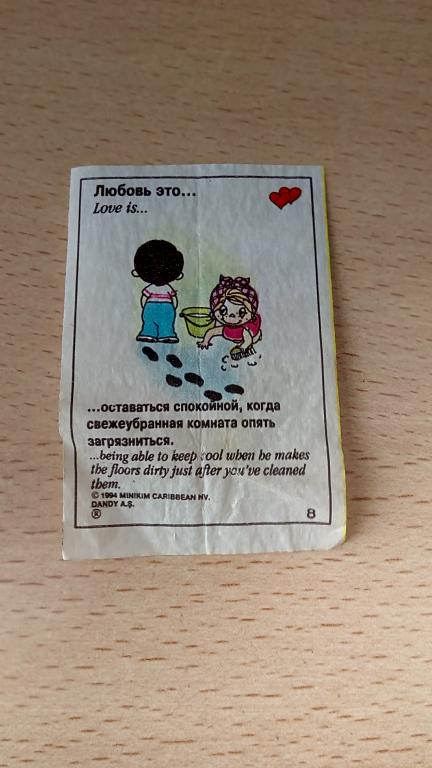 Любовь это...
Love is...
...оставаться спокойной, когда
свежеубранная комната опять
загрязниться.
...being able to keep cool when he makes
the floors dirty just after you've cleaned
them.
© 1994 MINIKIM CARIBBEAN NV.
DANDY A.Ş.
® 8